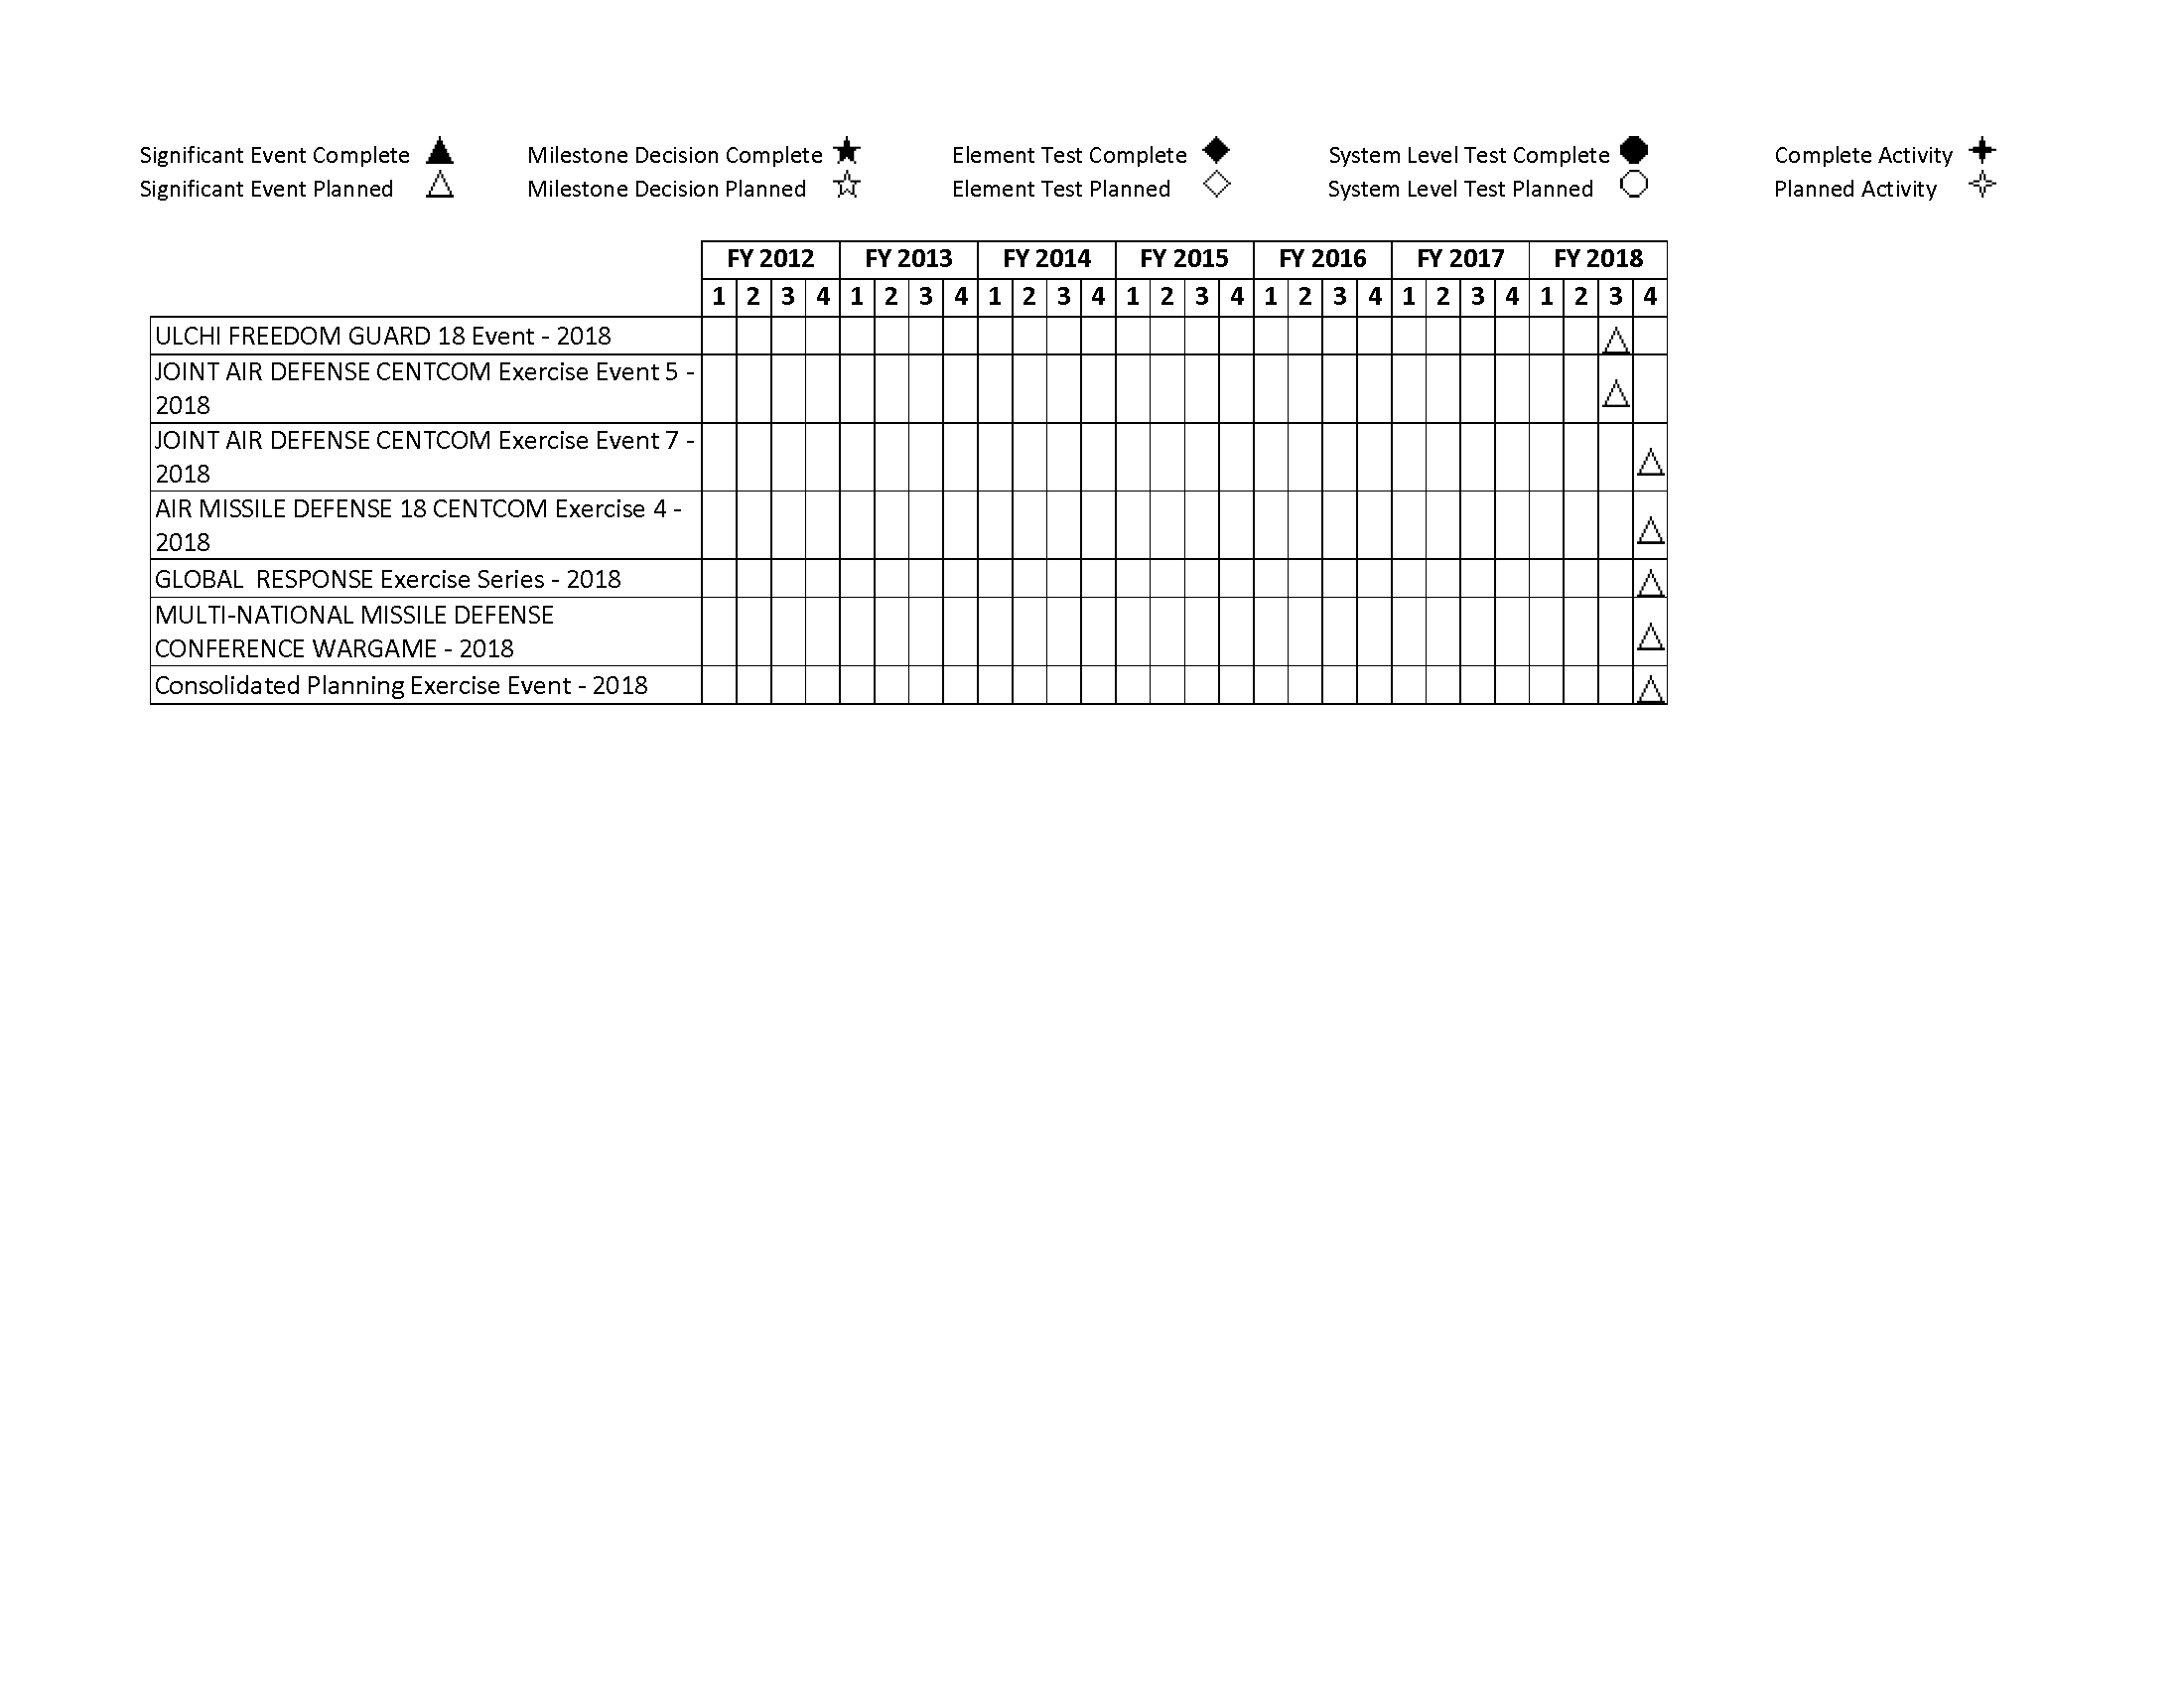 Significant Event Complete Milestone Decision Complete Element Test Complete System Level Test Complete Complete Activity
Significant Event Planned Milestone Decision Planned Element Test Planned System Level Test Planned Planned Activity
FY 2012 FY 2013 FY 2014 FY 2015 FY 2016 FY 2017 FY 2018
1 2 3 4 1 2 3 4 1 2 3 4 1 2 3 4 1 2 3 4 1 2 3 4 1 2 3 4
ULCHI FREEDOM GUARD 18 Event - 2018
JOINT AIR DEFENSE CENTCOM Exercise Event 5 -
2018
JOINT AIR DEFENSE CENTCOM Exercise Event 7 -
2018
AIR MISSILE DEFENSE 18 CENTCOM Exercise 4 -
2018
GLOBAL  RESPONSE Exercise Series - 2018
MULTI-NATIONAL MISSILE DEFENSE
CONFERENCE WARGAME - 2018
Consolidated Planning Exercise Event - 2018